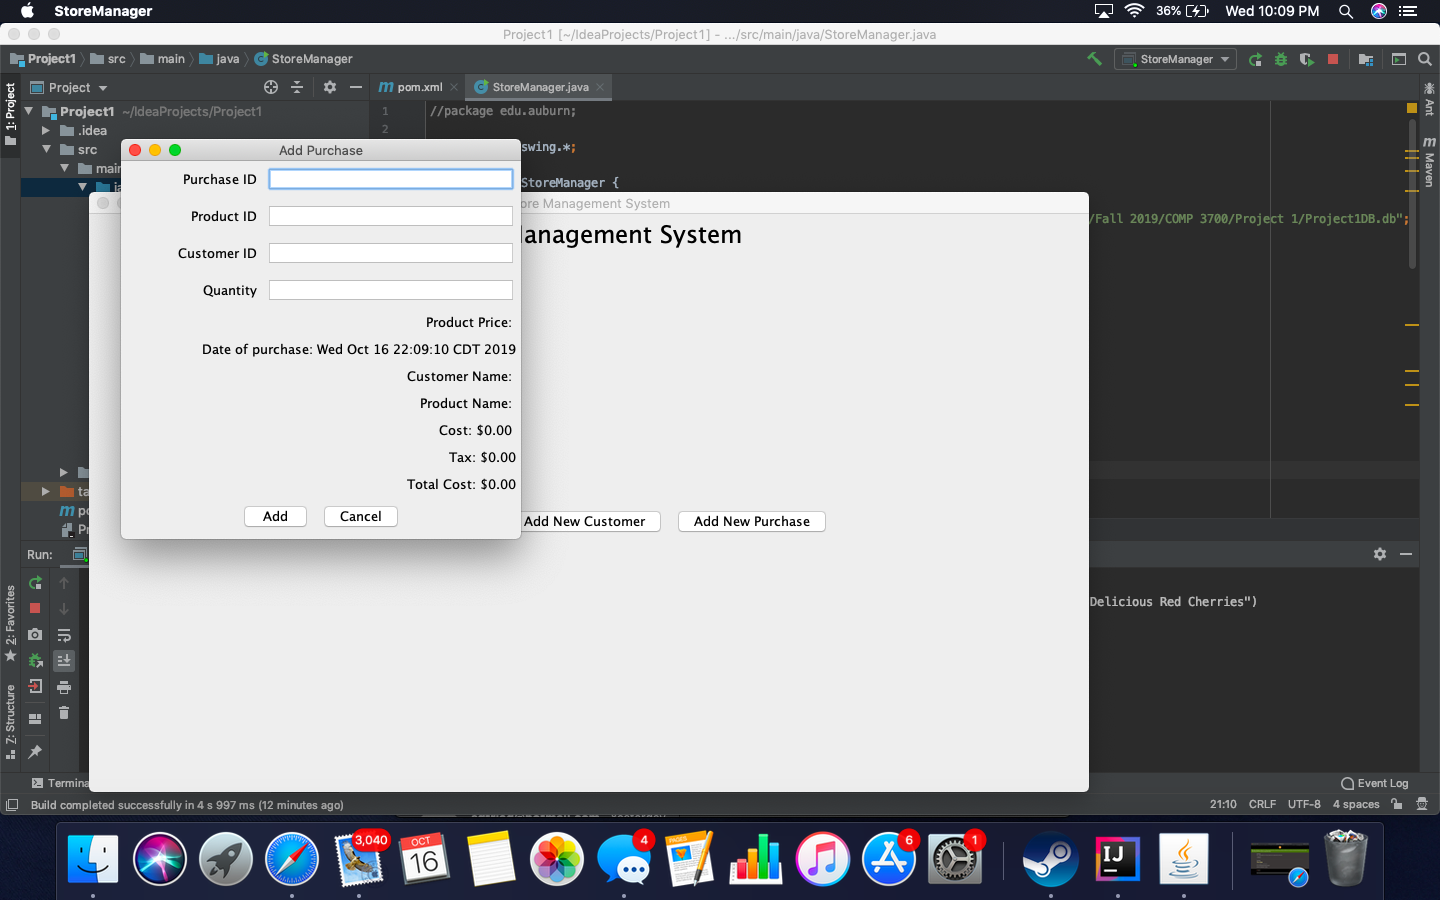 StoreManager
36%
Wed 10:09 PM
Project1 [~/IdeaProjects/Project1] - .../src/main/java/StoreManager.java
Project1
src
main
java
StoreManager
StoreManager
1: Project
Project
pom.xml
StoreManager.java
Ant
Maven
Project1 ~/IdeaProjects/Project1
.idea
src
1
2
//package edu.auburn;
swing.*;
StoreManager {
/Fall 2019/COMP 3700/Project 1/Project1DB.db";
Add Purchase
Purchase ID
Product ID
Customer ID
Quantity
Product Price:
Date of purchase: Wed Oct 16 22:09:10 CDT 2019
Customer Name:
Product Name:
Cost: $0.00
Tax: $0.00
Total Cost: $0.00
Add
Cancel
ore Management System
Management System
Add New Customer
Add New Purchase
Run:
Delicious Red Cherries")
2: Favorites
Z: Structure
Termina
Event Log
Build completed successfully in 4 s 997 ms (12 minutes ago)
21:10
CRLF
UTF-8
4 spaces
3,040
OCT
16
4
PAGES
6
1
IJ